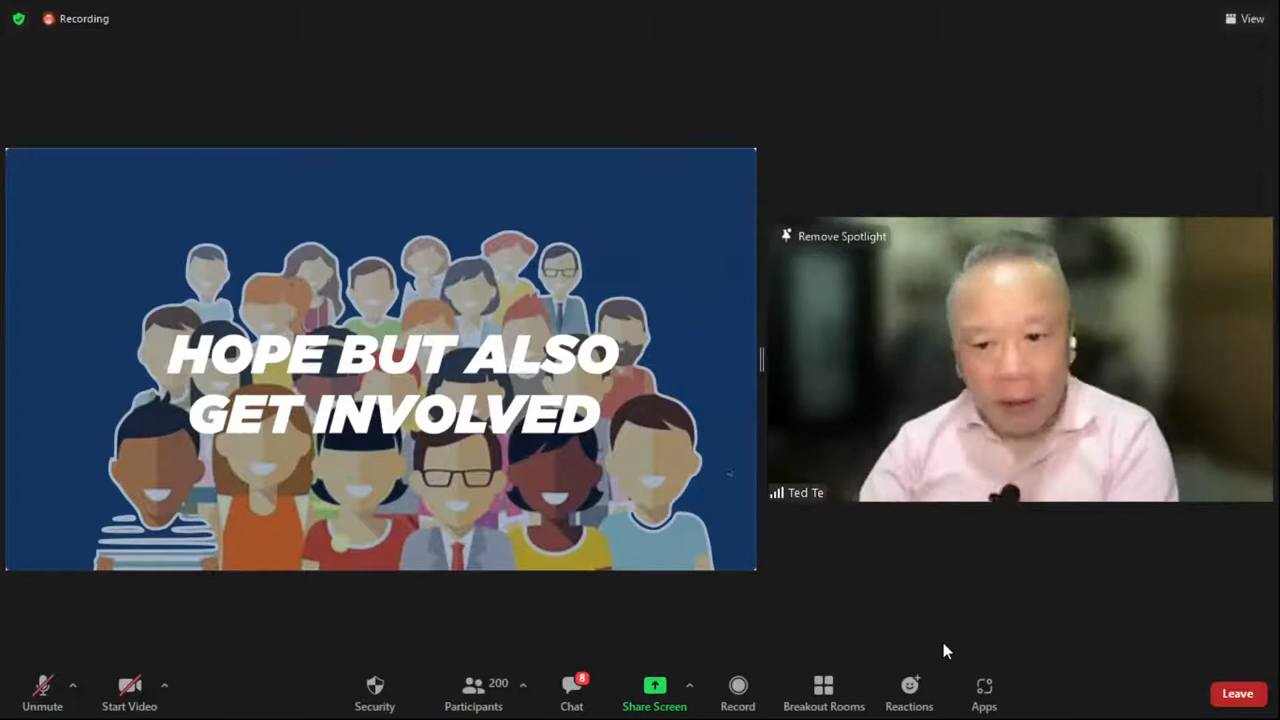 Recording
View
HOPE BUT ALSO
GET INVOLVED
Remove Spotlight
Ted Te
Unmute
Start Video
Security
200
Participants
8
Chat
Share Screen
Record
Breakout Rooms
Reactions
Apps
Leave